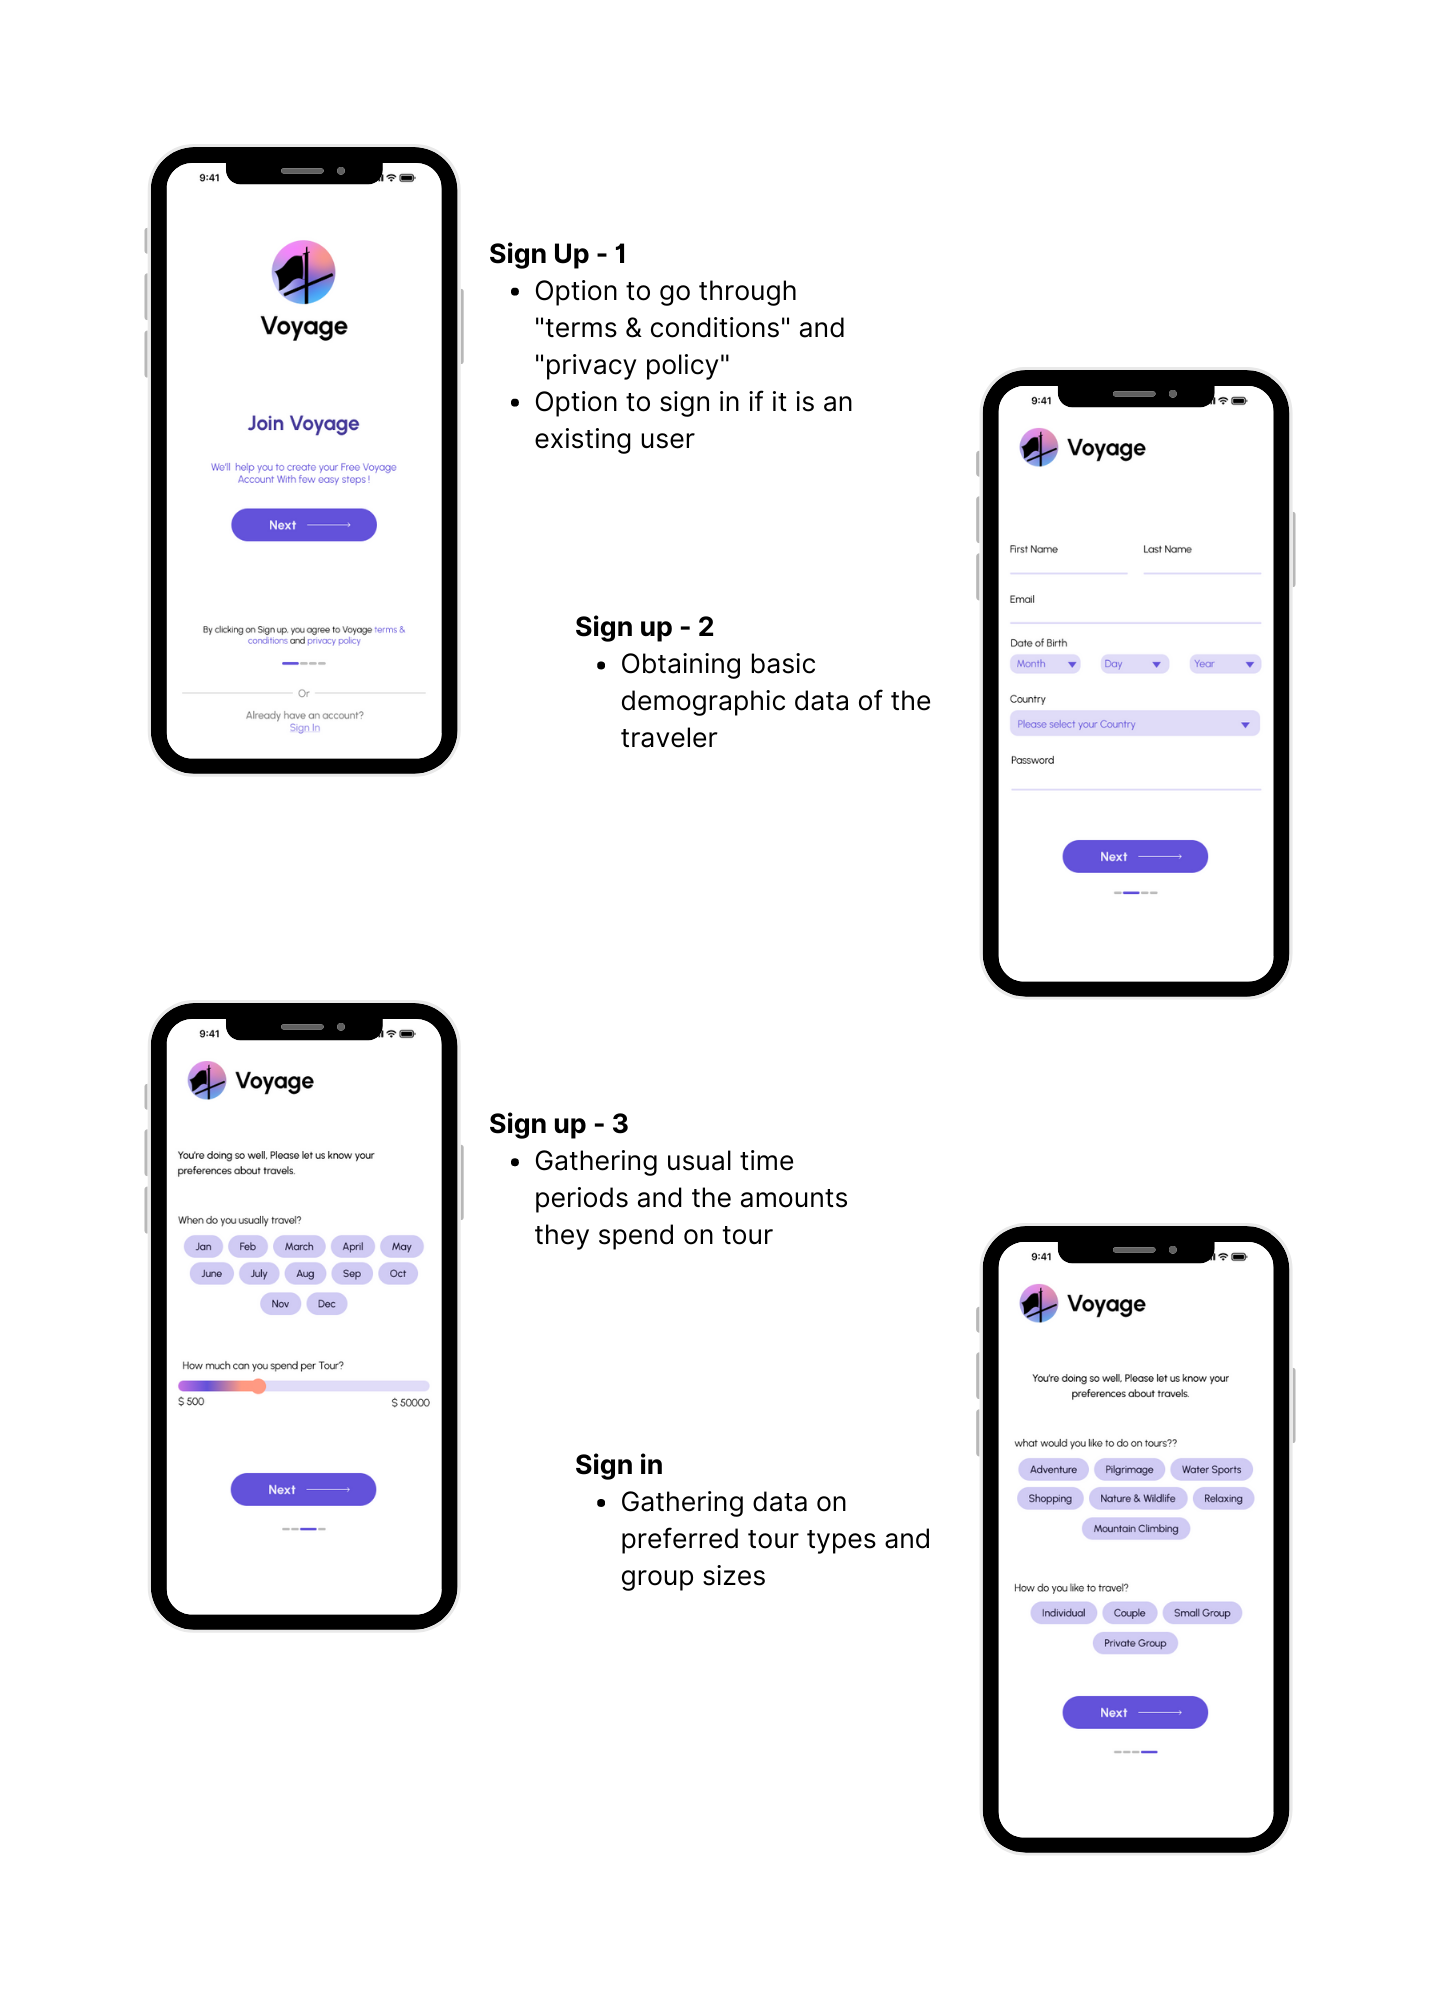 9:41
Voyage
Join Voyage
We'll help you to create your Free Voyage
Account With few easy steps !
Next
By clicking on Sign up, you agree to Voyage terms &
conditions and privacy policy
Or
Already have an account?
Sign In
Sign Up - 1
• Option to go through
"terms & conditions" and
"privacy policy"
• Option to sign in if it is an
existing user
Sign up - 2
• Obtaining basic
demographic data of the
traveler
9:41
Voyage
First Name Last Name
Email
Date of Birth
Month Day Year
Country
Please select your Country
Password
Next
9:41
Voyage
You're doing so well, Please let us know your
preferences about travels.
When do you usually travel?
Jan Feb March April May
June July Aug Sep Oct
Nov Dec
How much can you spend per Tour?
$ 500 $ 50000
Next
Sign up - 3
• Gathering usual time
periods and the amounts
they spend on tour
Sign in
• Gathering data on
preferred tour types and
group sizes
9:41
Voyage
You're doing so well, Please let us know your
preferences about travels.
what would you like to do on tours??
Adventure Pilgrimage Water Sports
Shopping Nature & Wildlife Relaxing
Mountain Climbing
How do you like to travel?
Individual Couple Small Group
Private Group
Next